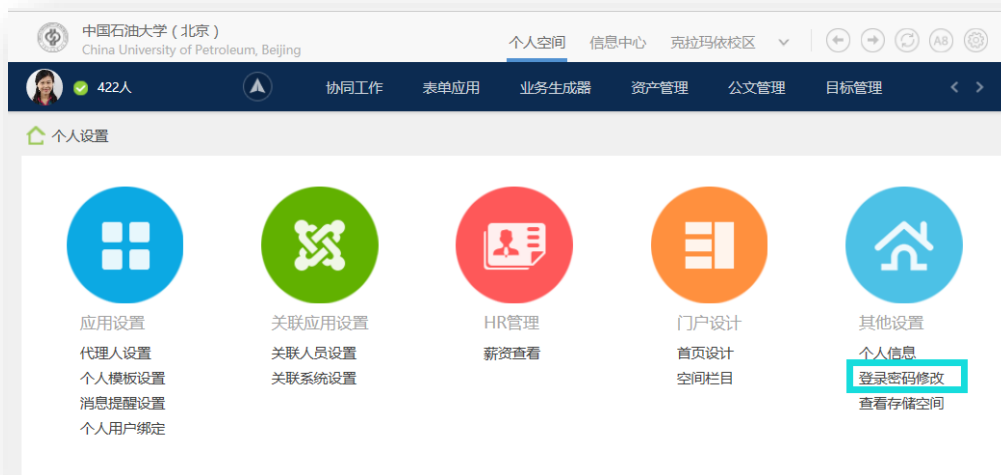 中国石油大学（北京）
China University of Petroleum, Beijing
个人空间 信息中心 克拉玛依校区 A8
422人 协同工作 表单应用 业务生成器 资产管理 公文管理 目标管理
个人设置
应用设置 关联应用设置 HR管理 门户设计 其他设置
代理人设置 关联人员设置 薪资查看 首页设计 个人信息
个人模板设置 关联系统设置 空间栏目 登录密码修改
消息提醒设置 查看存储空间
个人用户绑定